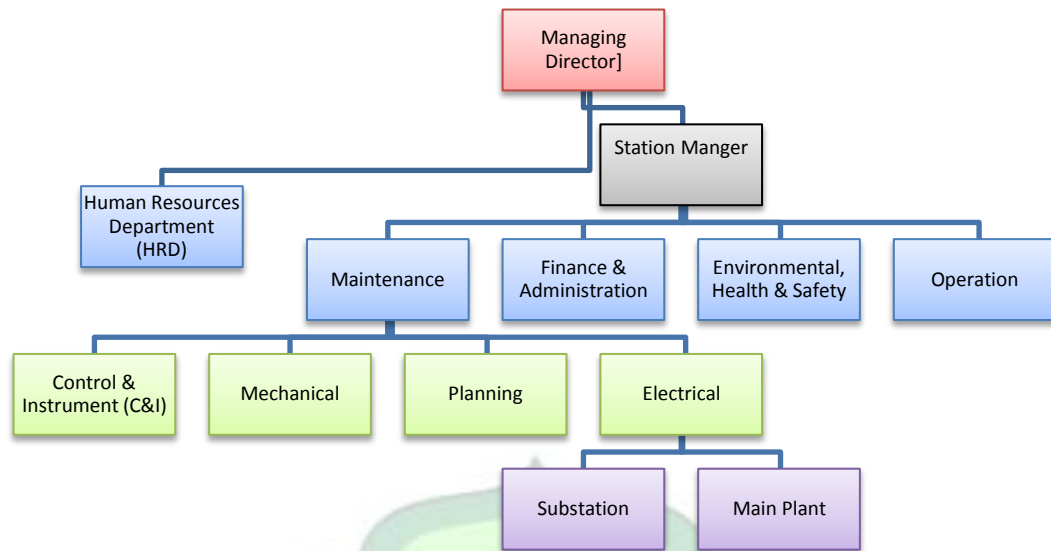 Managing
Director]
Station Manger
Human Resources
Department
(HRD)
Maintenance
Finance &
Administration
Environmental,
Health & Safety
Operation
Control &
Instrument (C&I)
Mechanical
Planning
Electrical
Substation
Main Plant